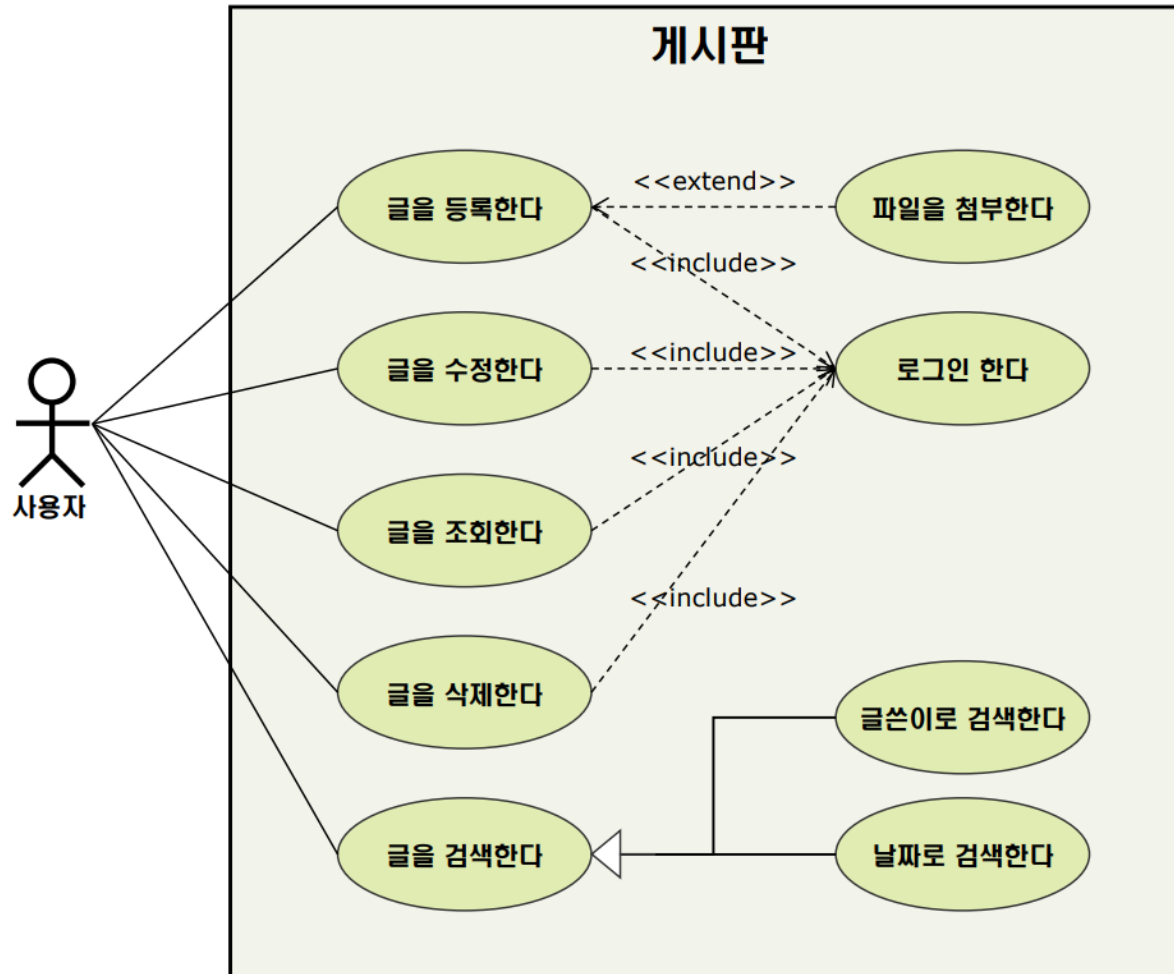 게시판
글을 등록한다
<<extend>>
파일을 첨부한다
<<include>>
글을 수정한다
<<include>>
로그인 한다
사용자
글을 조회한다
<<include>>
<<include>>
글을 삭제한다
글쓴이로 검색한다
글을 검색한다
날짜로 검색한다